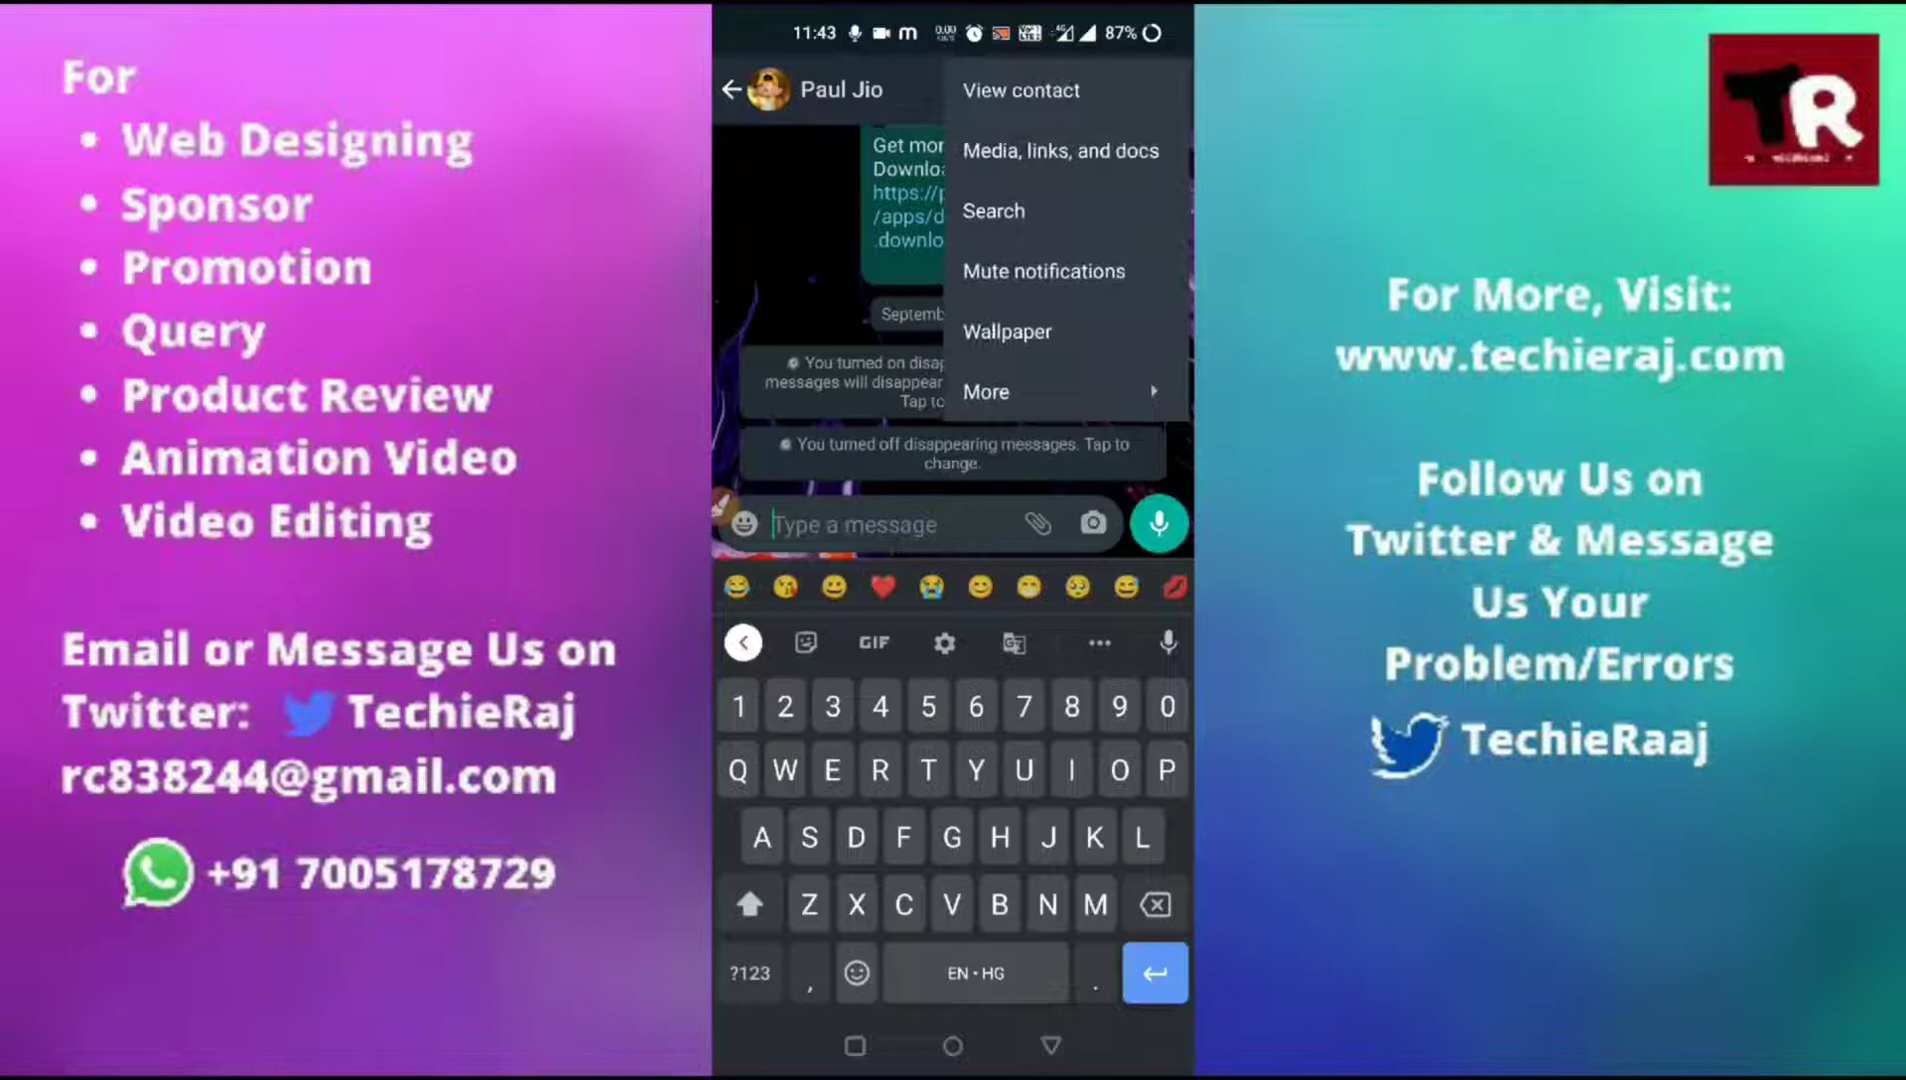 For
• Web Designing
• Sponsor
• Promotion
• Query
• Product Review
• Animation Video
• Video Editing
Email or Message Us on
Twitter: TechieRaj
rc838244@gmail.com
+91 7005178729
11:43 m 0.00 4G 87%
Paul Jio
View contact
Media, links, and docs
Search
Mute notifications
Wallpaper
More
Get mor
Downloa
https://p
/apps/d
.downlo
Septemb
You turned on disap
messages will disappear
Tap to
You turned off disappearing messages. Tap to
change.
Type a message
GIF
1 2 3 4 5 6 7 8 9 0
Q W E R T Y U I O P
A S D F G H J K L
Z X C V B N M
?123 , EN • HG .
TR
For More, Visit:
www.techieraj.com
Follow Us on
Twitter & Message
Us Your
Problem/Errors
TechieRaaj